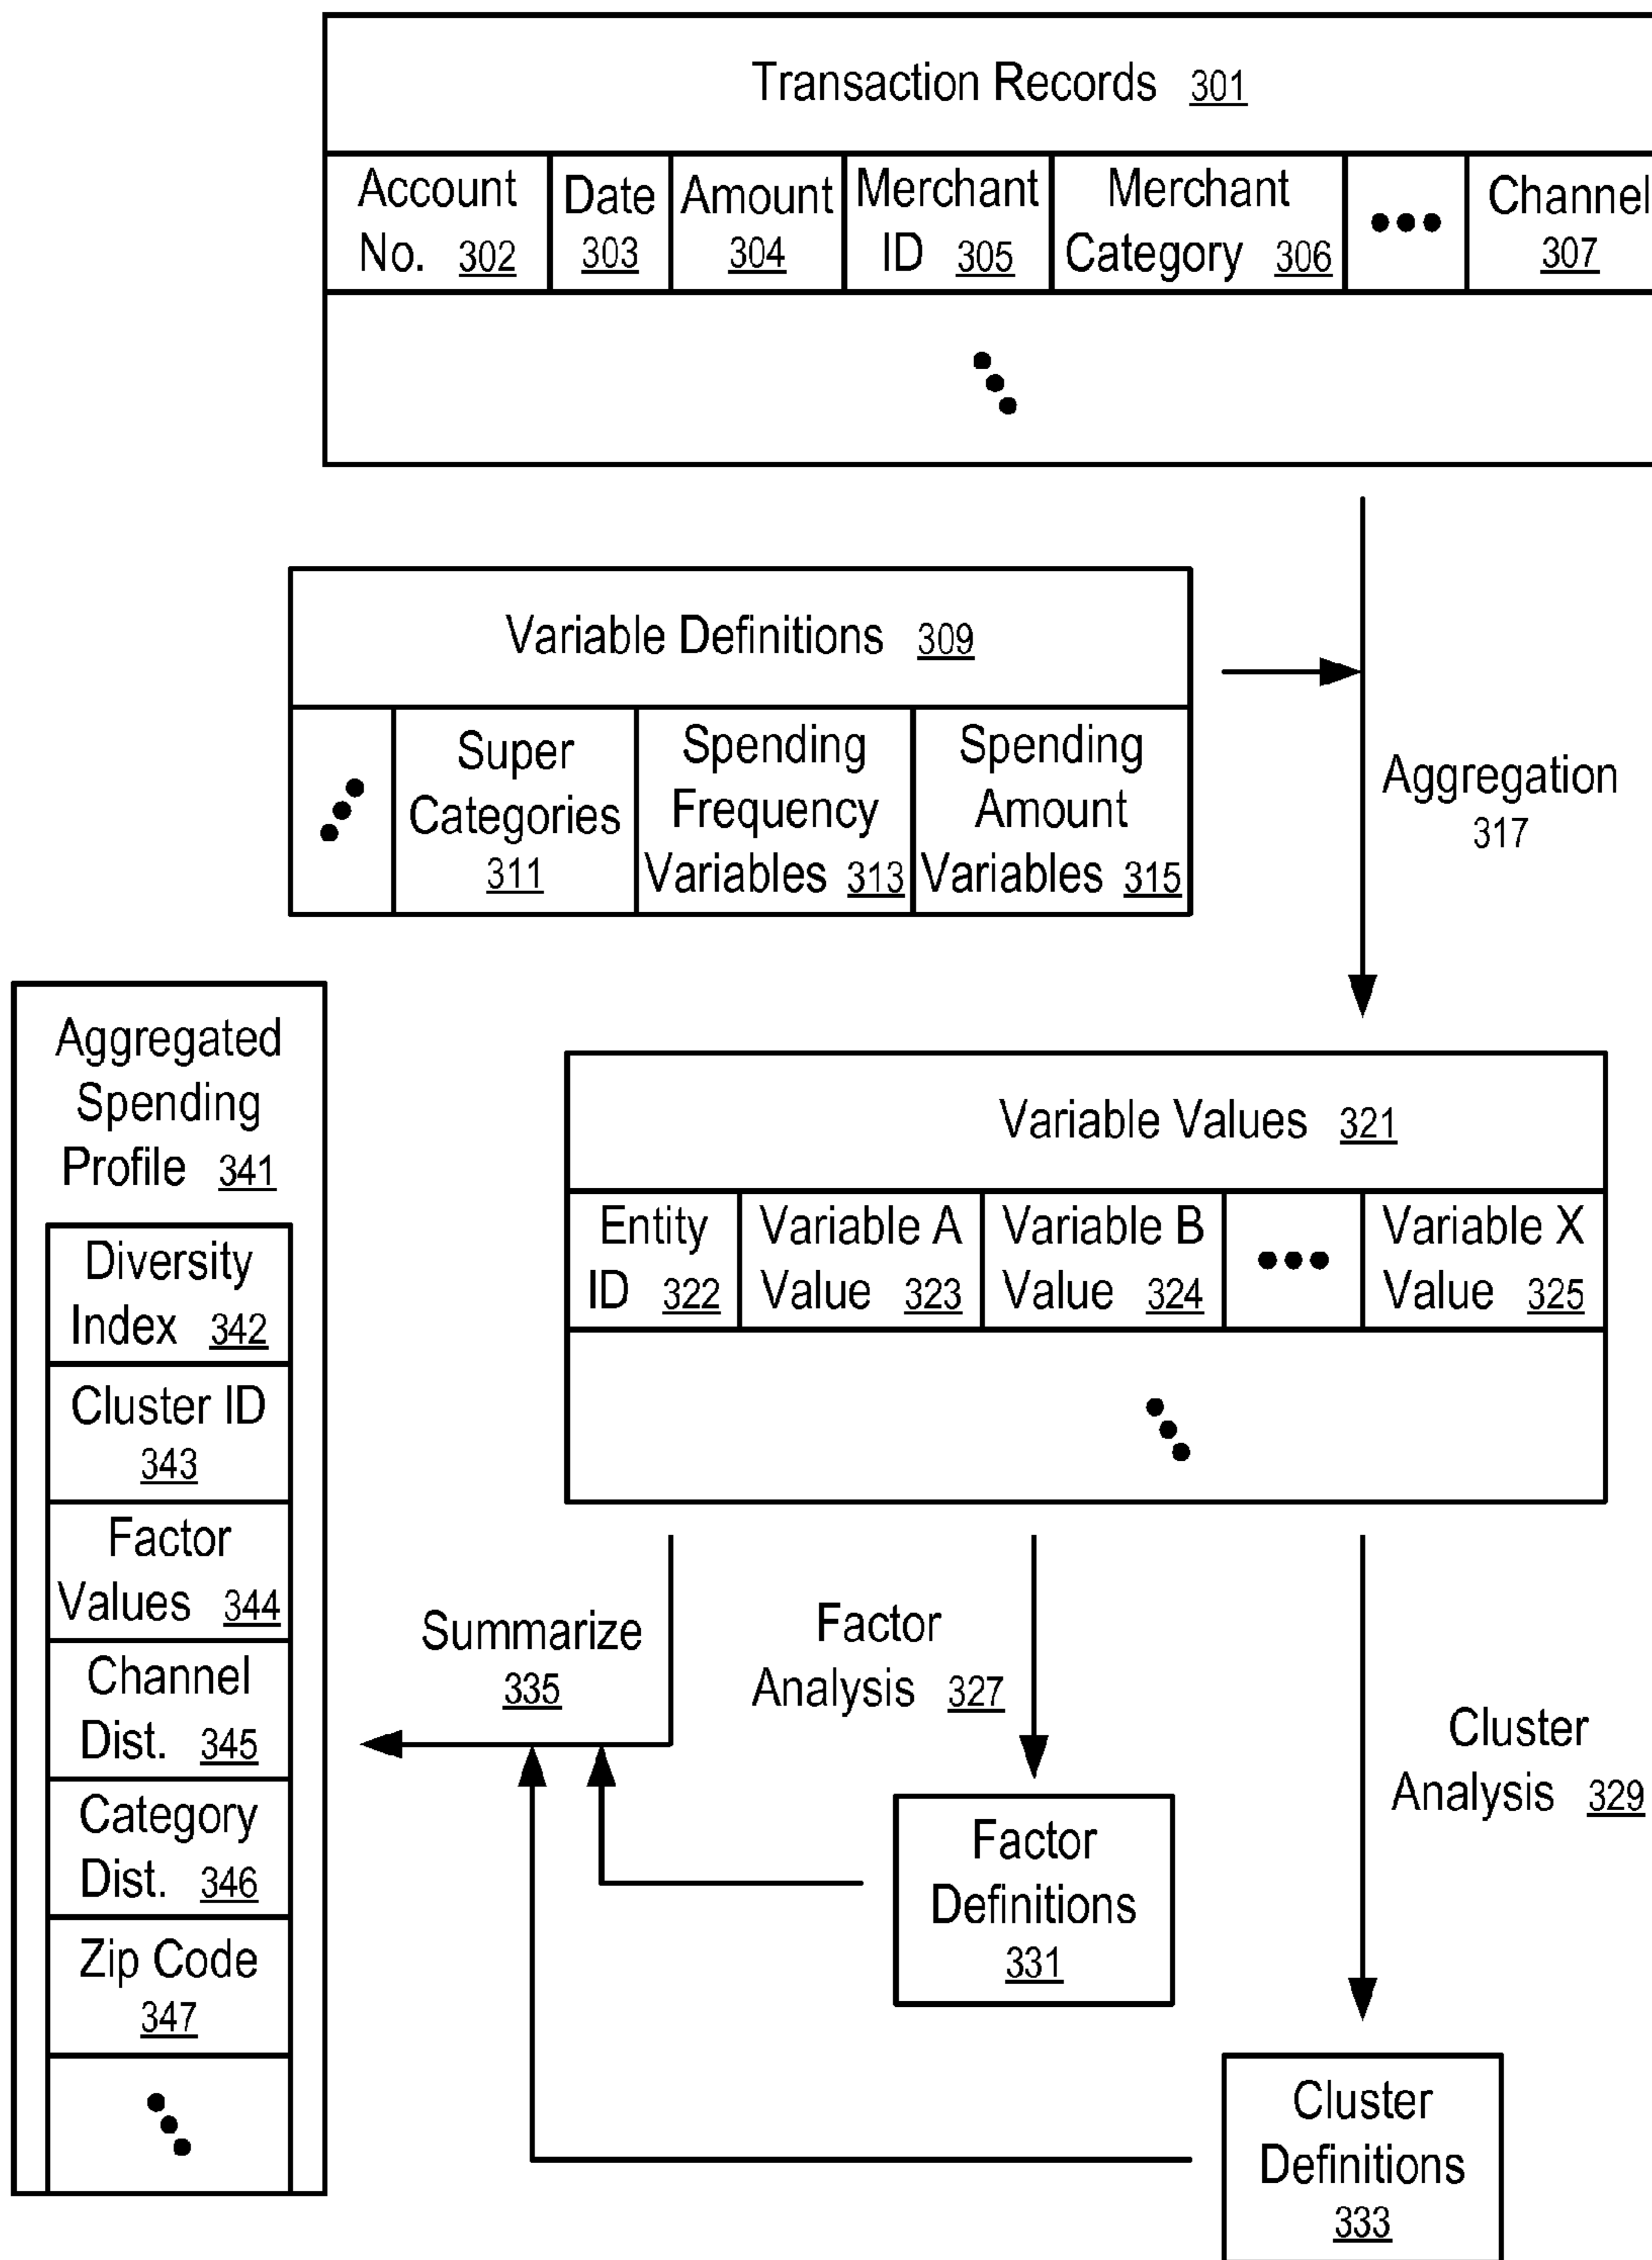 Transaction Records 301
Account
No. 302
Date
303
Amount
304
Merchant
ID 305
Merchant
Category 306
Channel
307
Variable Definitions 309
Super
Categories
311
Spending
Frequency
Variables 313
Spending
Amount
Variables 315
Aggregation
317
Aggregated
Spending
Profile 341
Diversity
Index 342
Cluster ID
343
Factor
Values 344
Channel
Dist. 345
Category
Dist. 346
Zip Code
347
Variable Values 321
Entity
ID 322
Variable A
Value 323
Variable B
Value 324
Variable X
Value 325
Summarize
335
Factor
Analysis 327
Cluster
Analysis 329
Factor
Definitions
331
Cluster
Definitions
333